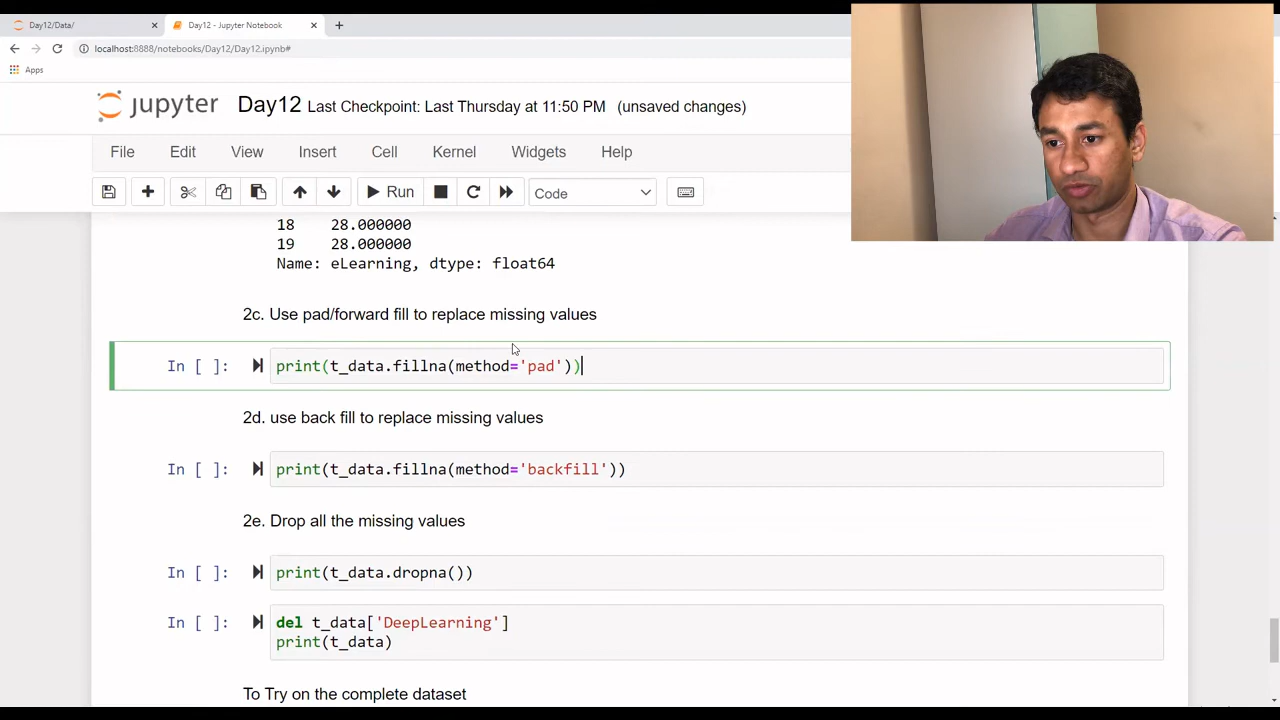 Day12/Data/
Day12 - Jupyter Notebook
localhost:8888/notebooks/Day12/Day12.ipynb#
Apps
jupyter Day12 Last Checkpoint: Last Thursday at 11:50 PM (unsaved changes)
File Edit View Insert Cell Kernel Widgets Help
Run Code
18 28.000000
19 28.000000
Name: eLearning, dtype: float64
2c. Use pad/forward fill to replace missing values
In [ ]: print(t_data.fillna(method='pad'))
2d. use back fill to replace missing values
In [ ]: print(t_data.fillna(method='backfill'))
2e. Drop all the missing values
In [ ]: print(t_data.dropna())
In [ ]: del t_data['DeepLearning']
print(t_data)
To Try on the complete dataset